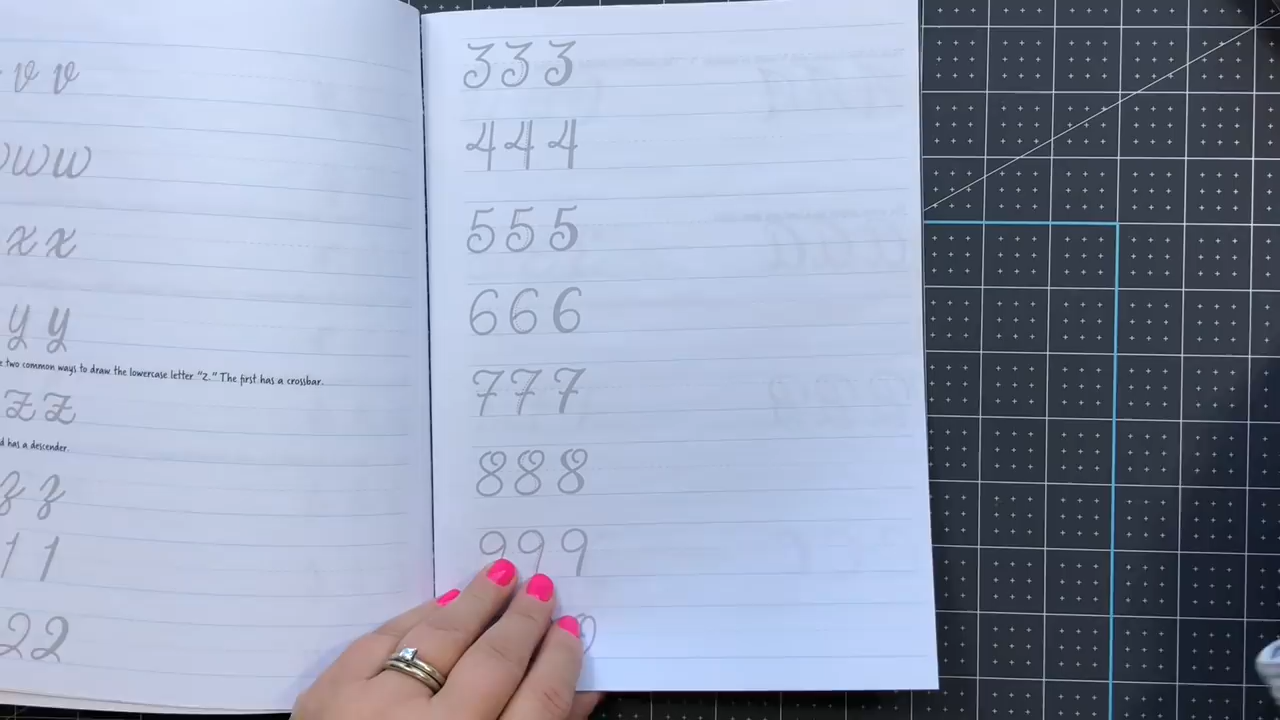 v v
w w
x x
y y
two common ways to draw the lowercase letter "z." The first has a crossbar.
z z
has a descender.
z z
1 1
2 2
3 3 3
4 4 4
5 5 5
6 6 6
7 7 7
8 8 8
9 9 9